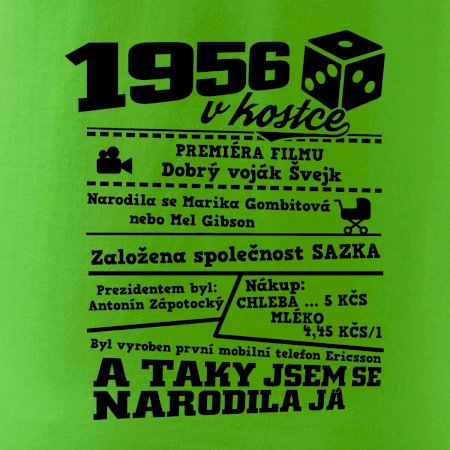 1956
v kostce
PREMIÉRA FILMU
Dobrý voják Švejk
Narodila se Marika Gombitová
nebo Mel Gibson
Založena společnost SAZKA
Prezidentem byl:
Antonín Zápotocký
Nákup:
CHLEBA ... 5 KČS
MLÉKO
4,45 KČS/l
Byl vyroben první mobilní telefon Ericsson
A TAKY JSEM SE
NARODILA JÁ